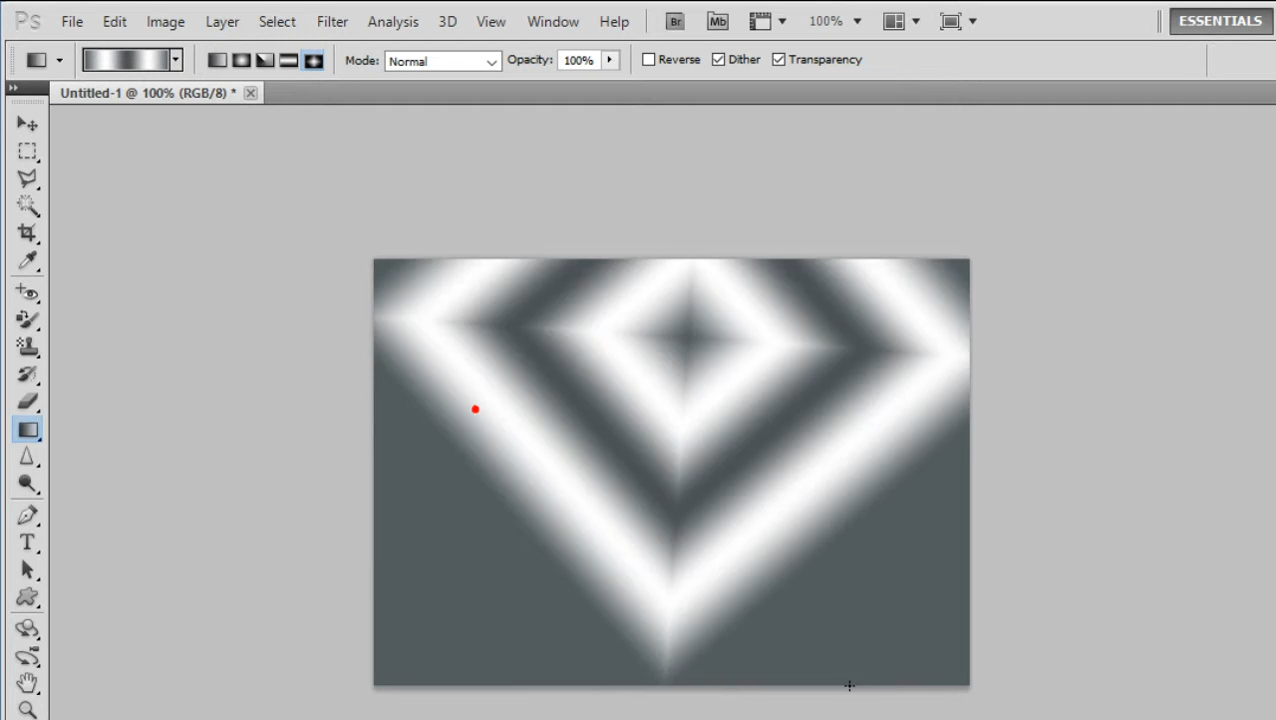 Ps File Edit Image Layer Select Filter Analysis 3D View Window Help Br Mb 100% ESSENTIALS
Mode: Normal Opacity: 100% Reverse Dither Transparency
Untitled-1 @ 100% (RGB/8) *
T